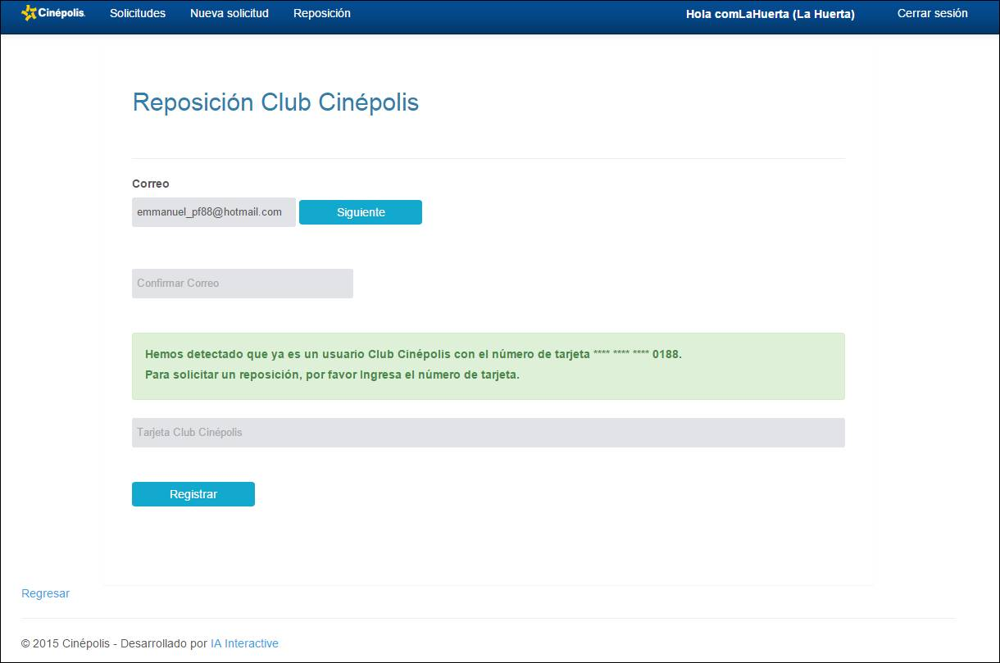 Cinépolis. Solicitudes Nueva solicitud Reposición Hola comLaHuerta (La Huerta) Cerrar sesión
Reposición Club Cinépolis
Correo
emmanuel_pf88@hotmail.com Siguiente
Confirmar Correo
Hemos detectado que ya es un usuario Club Cinépolis con el número de tarjeta **** **** **** 0188.
Para solicitar un reposición, por favor Ingresa el número de tarjeta.
Tarjeta Club Cinépolis
Registrar
Regresar
© 2015 Cinépolis - Desarrollado por IA Interactive